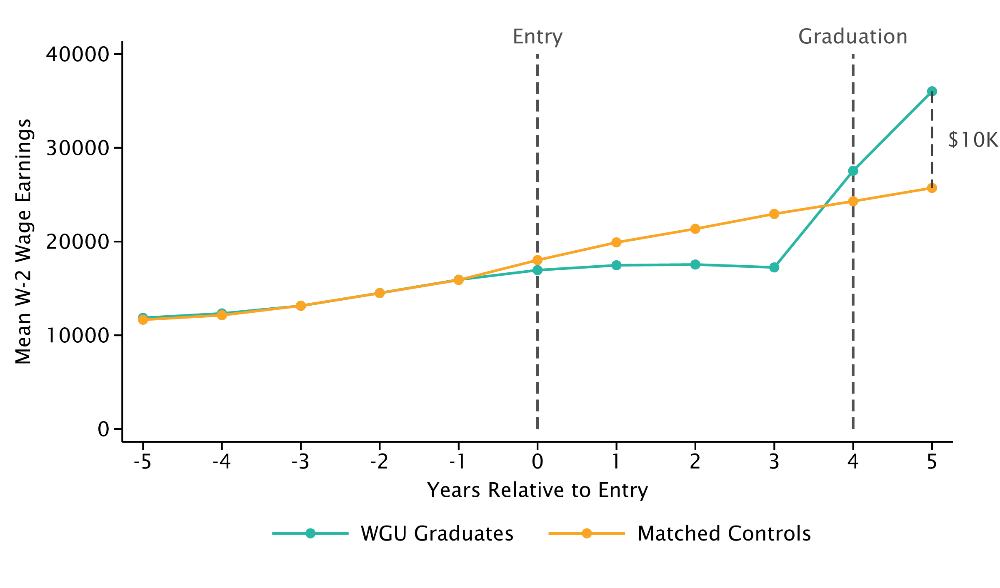 Entry
Graduation
40000
30000
20000
10000
0
Mean W-2 Wage Earnings
$10K
-5 -4 -3 -2 -1 0 1 2 3 4 5
Years Relative to Entry
WGU Graduates Matched Controls